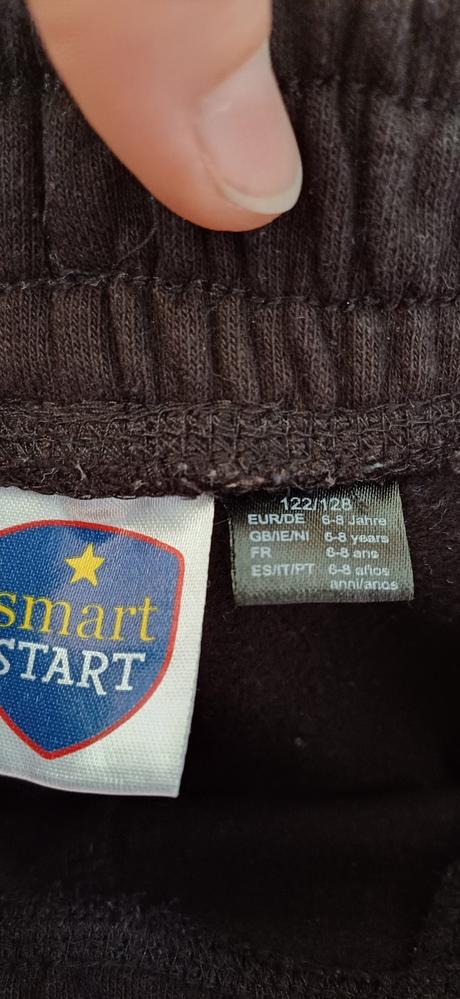 smart
START
122/128
EUR/DE 6-8 Jahre
GB/IE/NI 6-8 years
FR 6-8 ans
ES/IT/PT 6-8 años
anni/anos